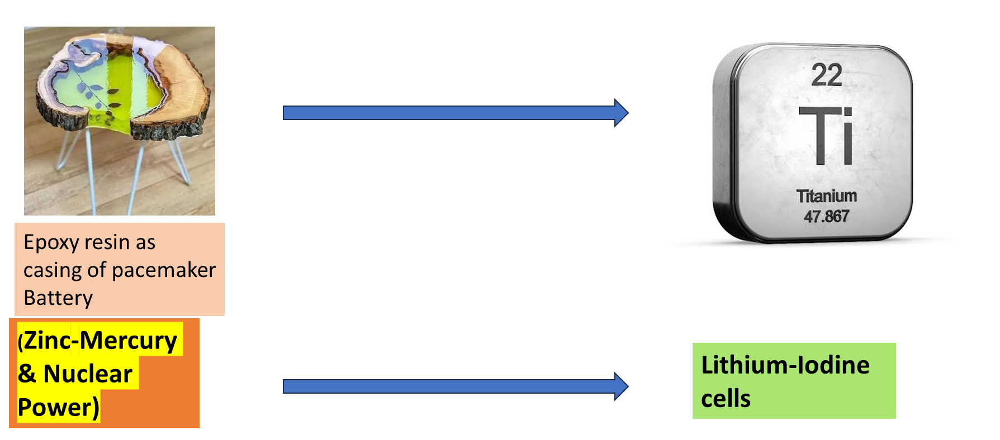 22
Ti
Titanium
47.867
Epoxy resin as
casing of pacemaker
Battery
(Zinc-Mercury
& Nuclear
Power)
Lithium-Iodine
cells